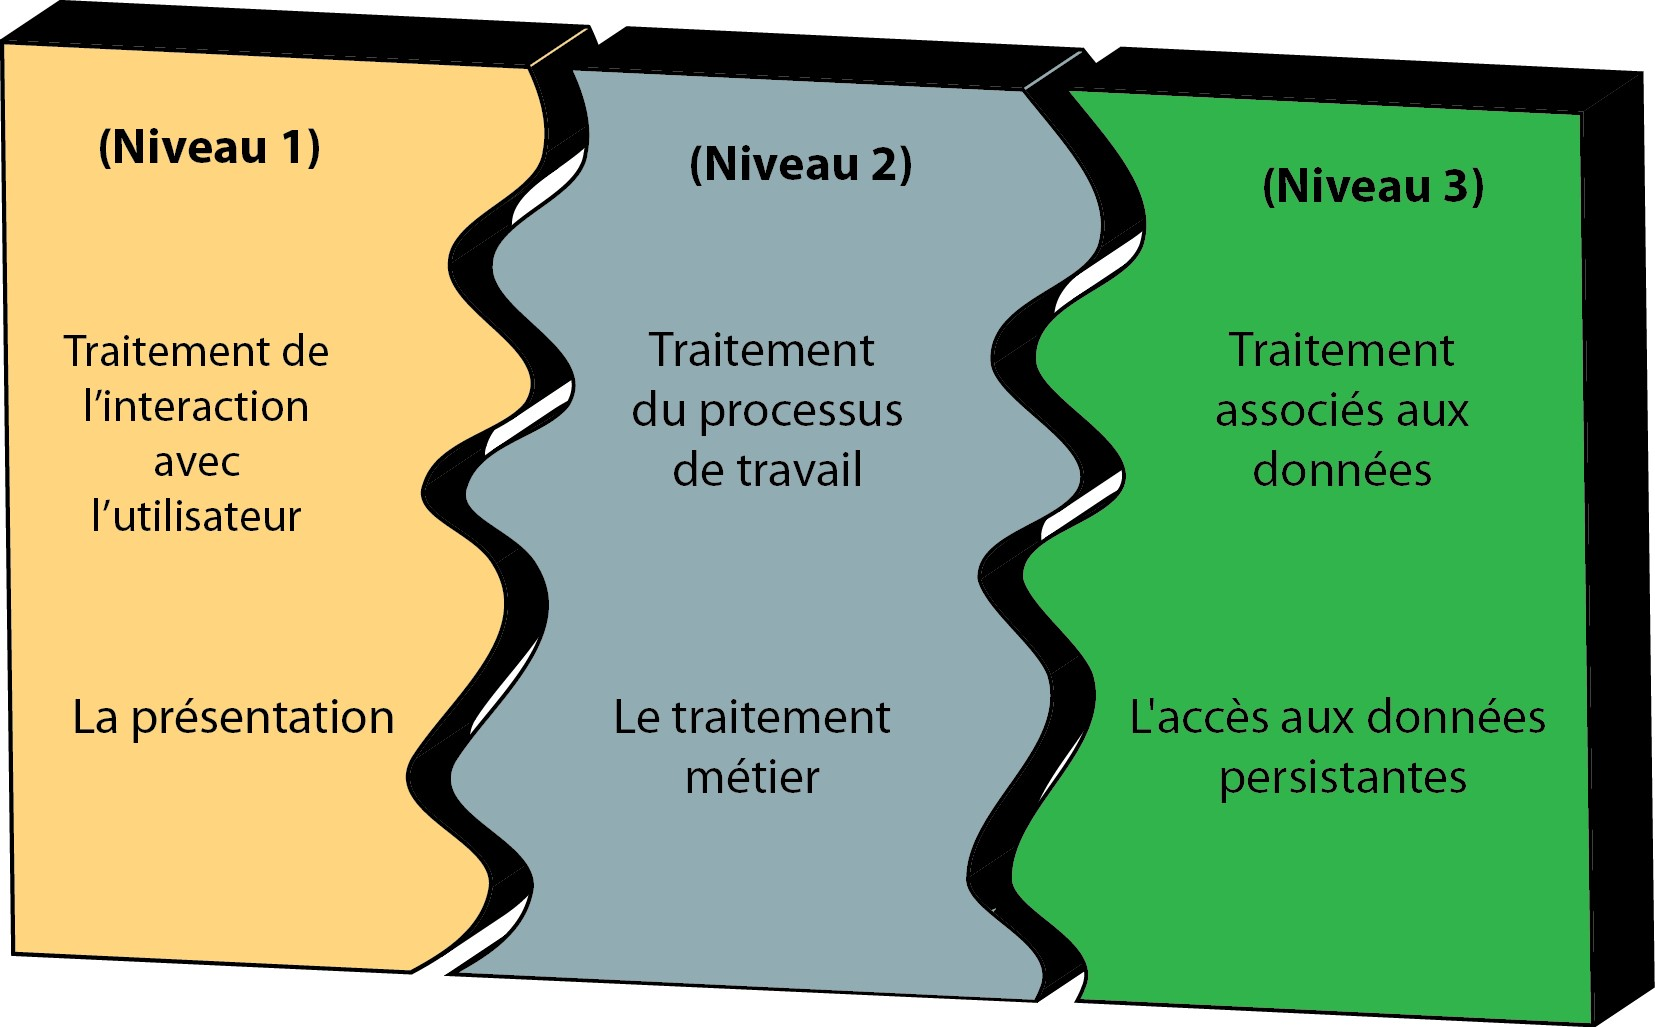 (Niveau 1)
Traitement de
l’interaction
avec
l’utilisateur
La présentation
(Niveau 2)
Traitement
du processus
de travail
Le traitement
métier
(Niveau 3)
Traitement
associés aux
données
L'accès aux données
persistantes